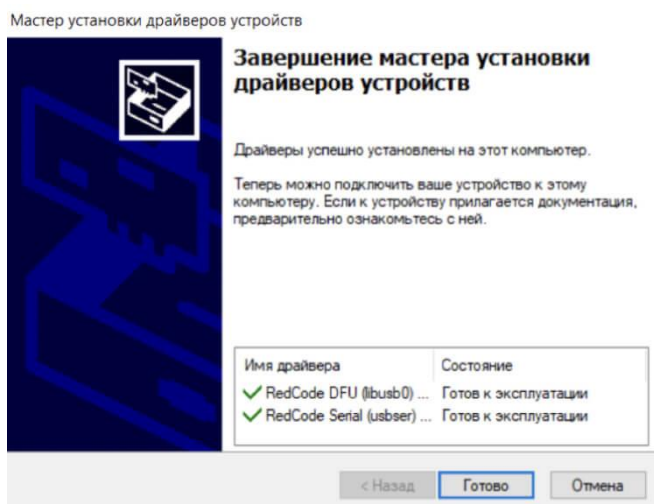 Мастер установки драйверов устройств
Завершение мастера установки
драйверов устройств
Драйверы успешно установлены на этот компьютер.
Теперь можно подключить ваше устройство к этому
компьютеру. Если к устройству прилагается документация,
предварительно ознакомьтесь с ней.
Имя драйвера Состояние
RedCode DFU (libusb0) ... Готов к эксплуатации
RedCode Serial (usbser) ... Готов к эксплуатации
< Назад Готово Отмена